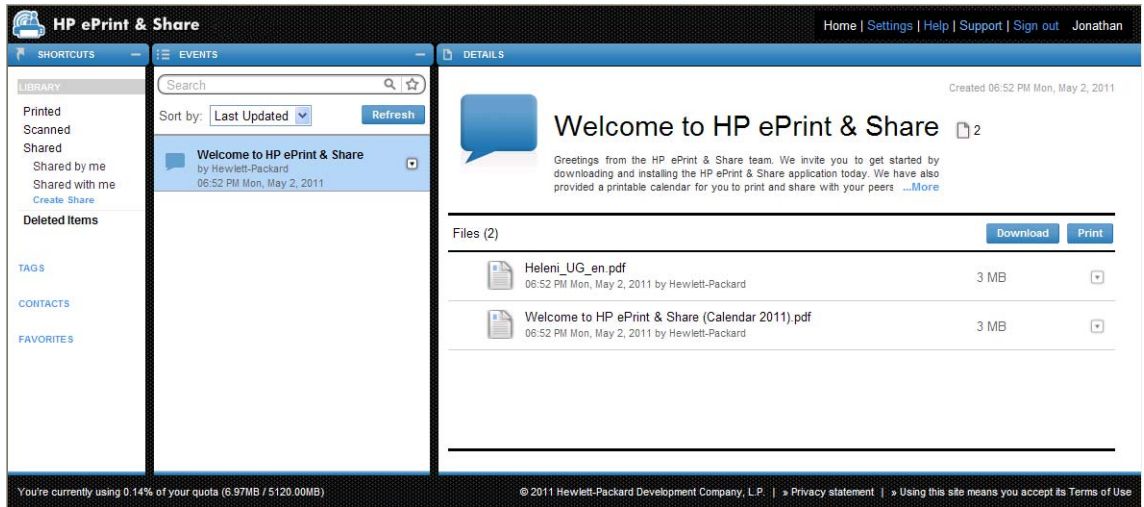 HP ePrint & Share
Home | Settings | Help | Support | Sign out Jonathan
SHORTCUTS
LIBRARY
Printed
Scanned
Shared
Shared by me
Shared with me
Create Share
Deleted Items
TAGS
CONTACTS
FAVORITES
EVENTS
Search
Sort by: Last Updated Refresh
Welcome to HP ePrint & Share
by Hewlett-Packard
06:52 PM Mon, May 2, 2011
DETAILS
Created 06:52 PM Mon, May 2, 2011
Welcome to HP ePrint & Share 2
Greetings from the HP ePrint & Share team. We invite you to get started by
downloading and installing the HP ePrint & Share application today. We have also
provided a printable calendar for you to print and share with your peers ...More
Files (2) Download Print
Heleni_UG_en.pdf
06:52 PM Mon, May 2, 2011 by Hewlett-Packard
3 MB
Welcome to HP ePrint & Share (Calendar 2011).pdf
06:52 PM Mon, May 2, 2011 by Hewlett-Packard
3 MB
You're currently using 0.14% of your quota (6.97MB / 5120.00MB)
© 2011 Hewlett-Packard Development Company, L.P. | » Privacy statement | » Using this site means you accept its Terms of Use